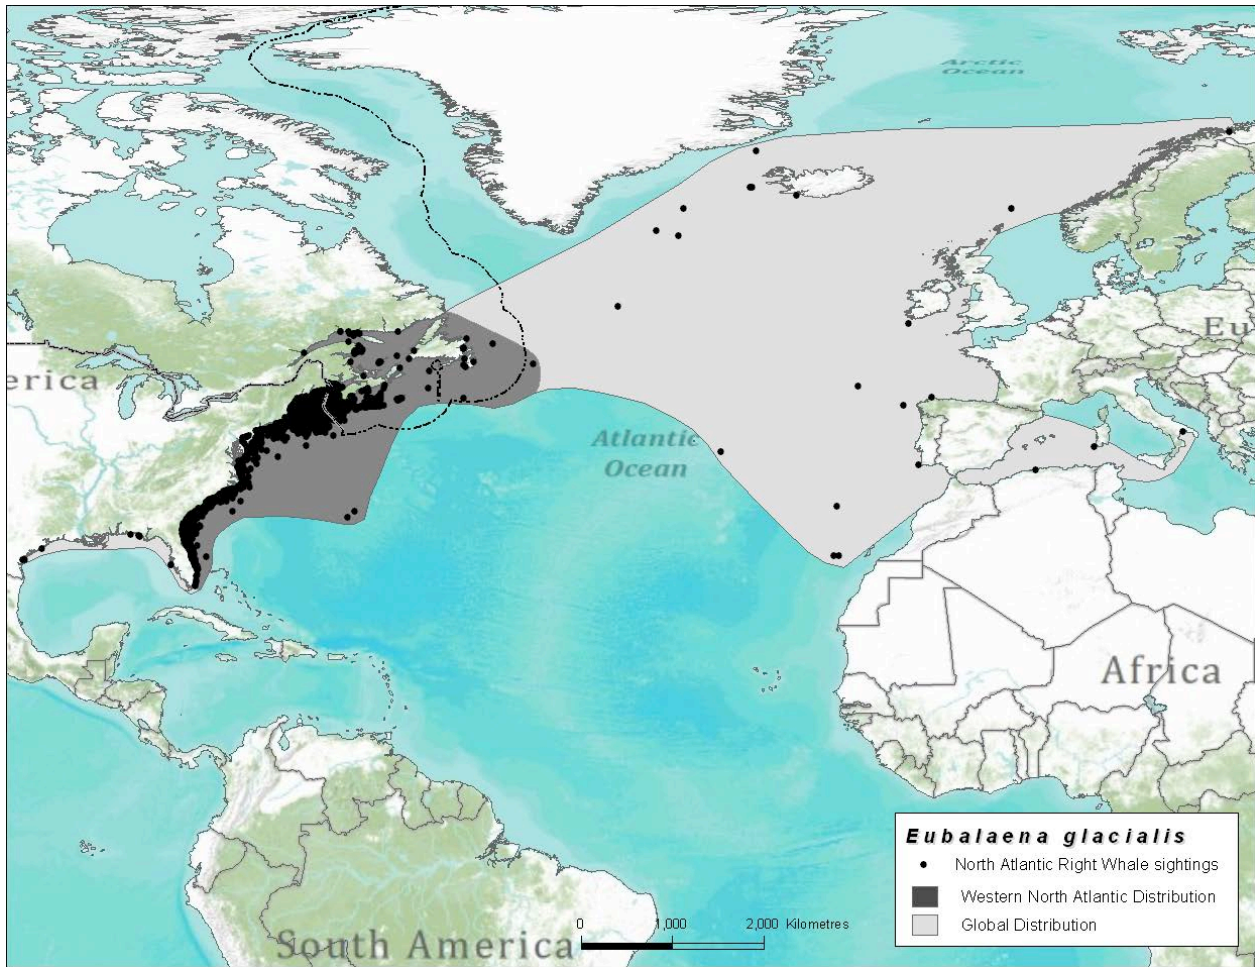 Arctic
Ocean
Eu
erica
Atlantic
Ocean
Africa
South America
Eubalaena glacialis
North Atlantic Right Whale sightings
Western North Atlantic Distribution
Global Distribution
0 1,000 2,000 Kilometres